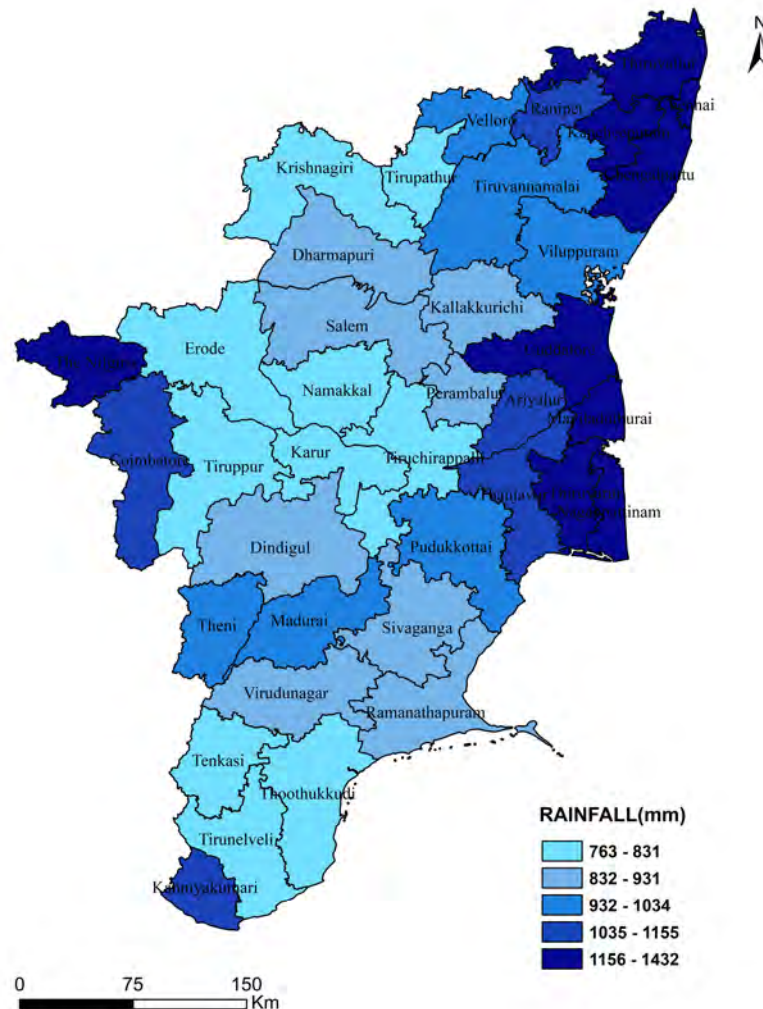 N
Ranipet
Vellore
Krishnagiri
Tirupathur
Tiruvannamalai
Viluppuram
Dharmapuri
Kallakkurichi
Salem
Erode
Namakkal
Perambalur
Ariyalur
Coimbatore
Tiruppur
Karur
Tiruchirappalli
Dindigul
Pudukkottai
Theni
Madurai
Sivaganga
Virudunagar
Ramanathapuram
Tenkasi
Thoothukkudi
Tirunelveli
Kanniyakumari
RAINFALL(mm)
763 - 831
832 - 931
932 - 1034
1035 - 1155
1156 - 1432
0 75 150
Km